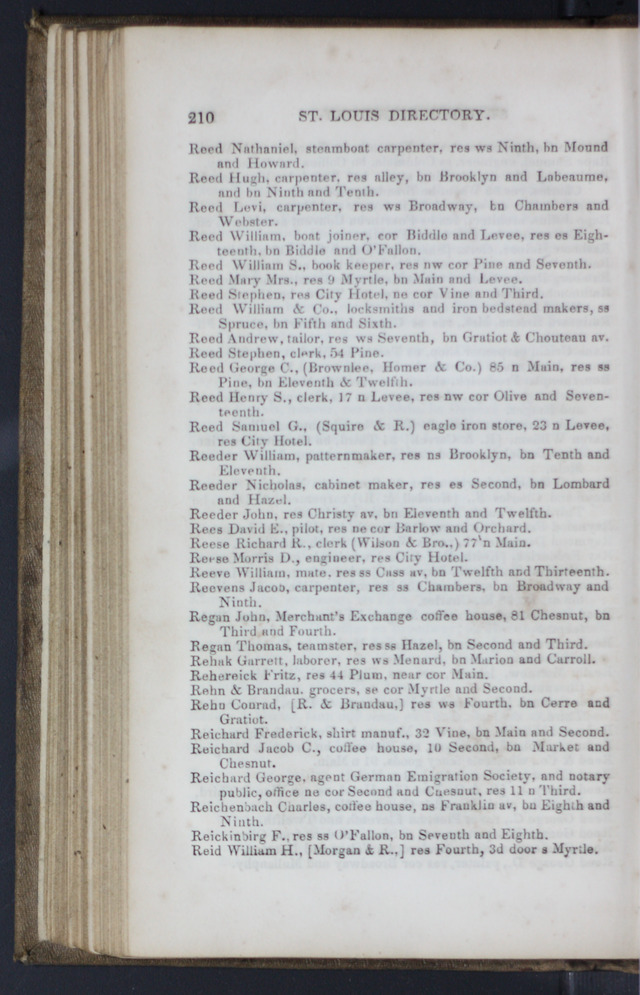 210 ST. LOUIS DIRECTORY.
Reed Nathaniel, steamboat carpenter, res ws Ninth, bn Mound
and Howard.
Reed Hugh, carpenter, res alley, bn Brooklyn and Labeaume,
and bn Ninth and Tenth.
Reed Levi, carpenter, res ws Broadway, bn Chambers and
Webster.
Reed William, boat joiner, cor Biddle and Levee, res es Eigh-
teenth, bn Biddle and O'Fallon.
Reed William S., book keeper, res nw cor Pine and Seventh.
Reed Mary Mrs., res 9 Myrtle, bn Main and Levee.
Reed Stephen, res City Hotel, ne cor Vine and Third.
Reed William & Co., locksmiths and iron bedstead makers, ss
Spruce, bn Fifth and Sixth.
Reed Andrew, tailor, res ws Seventh, bn Gratiot & Chouteau av.
Reed Stephen, clerk, 54 Pine.
Reed George C., (Brownlee, Homer & Co.) 85 n Main, res ss
Pine, bn Eleventh & Twelfth.
Reed Henry S., clerk, 17 n Levee, res nw cor Olive and Seven-
teenth.
Reed Samuel G., (Squire & R.) eagle iron store, 23 n Levee,
res City Hotel.
Reeder William, patternmaker, res ns Brooklyn, bn Tenth and
Eleventh.
Reeder Nicholas, cabinet maker, res es Second, bn Lombard
and Hazel.
Reeder John, res Christy av, bn Eleventh and Twelfth.
Rees David E., pilot, res ne cor Barlow and Orchard.
Reese Richard R., clerk (Wilson & Bro.,) 77 n Main.
Reese Morris D., engineer, res City Hotel.
Reeve William, mate, res ss Cass av, bn Twelfth and Thirteenth.
Reevens Jacob, carpenter, res ss Chambers, bn Broadway and
Ninth.
Regan John, Merchant's Exchange coffee house, 81 Chesnut, bn
Third and Fourth.
Regan Thomas, teamster, res ss Hazel, bn Second and Third.
Rehak Garrett, laborer, res ws Menard, bn Marion and Carroll.
Rehereick Fritz, res 44 Plum, near cor Main.
Rehn & Brandau, grocers, se cor Myrtle and Second.
Rehn Conrad, [R. & Brandau,] res ws Fourth, bn Cerre and
Gratiot.
Reichard Frederick, shirt manuf., 32 Vine, bn Main and Second.
Reichard Jacob C., coffee house, 10 Second, bn Market and
Chesnut.
Reichard George, agent German Emigration Society, and notary
public, office ne cor Second and Chesnut, res 11 n Third.
Reichenbach Charles, coffee house, ns Franklin av, bn Eighth and
Ninth.
Reickinbirg F., res ss O'Fallon, bn Seventh and Eighth.
Reid William H., [Morgan & R.,] res Fourth, 3d door s Myrtle.